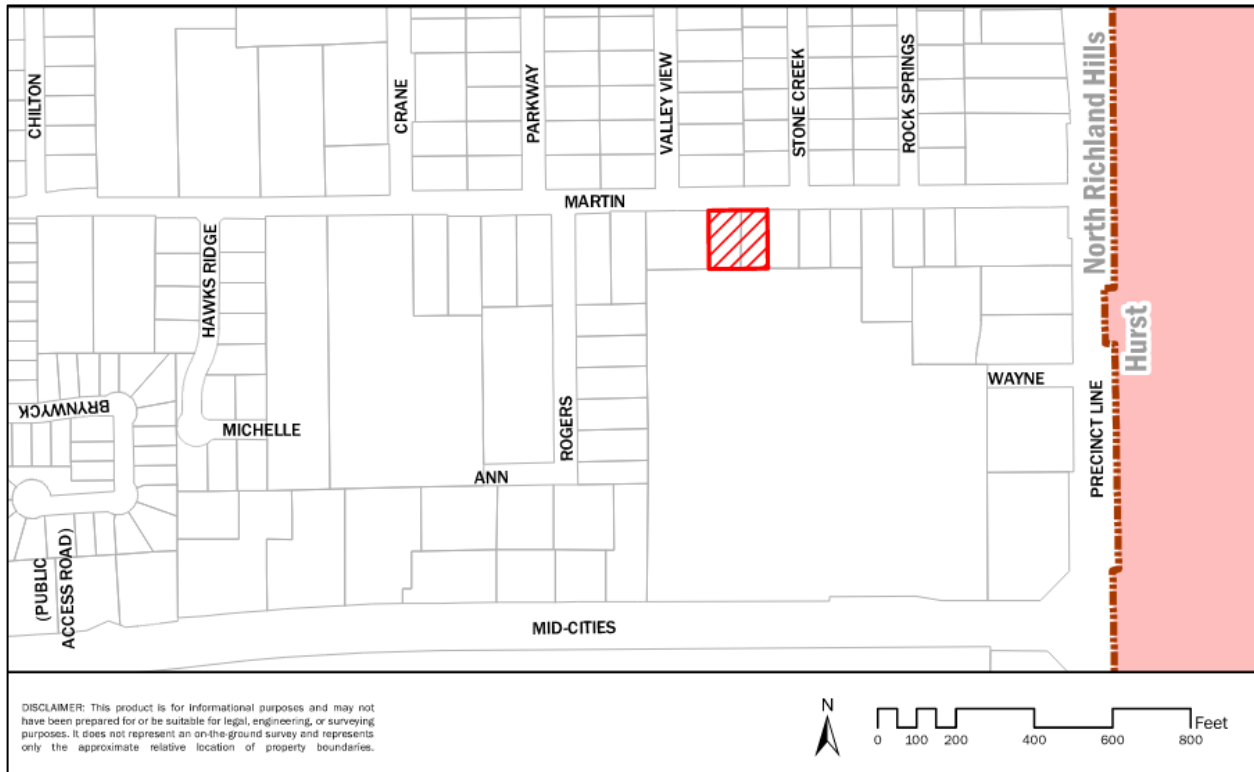 CHILTON
CRANE
PARKWAY
VALLEY VIEW
STONE CREEK
ROCK SPRINGS
North Richland Hills
MARTIN
HAWKS RIDGE
Hurst
WAYNE
BRYNWYCK
MICHELLE
ROGERS
PRECINCT LINE
ANN
(PUBLIC
ACCESS ROAD)
MID-CITIES
DISCLAIMER: This product is for informational purposes and may not
have been prepared for or be suitable for legal, engineering, or surveying
purposes. It does not represent an on-the-ground survey and represents
only the approximate relative location of property boundaries.
N
Feet
0 100 200 400 600 800